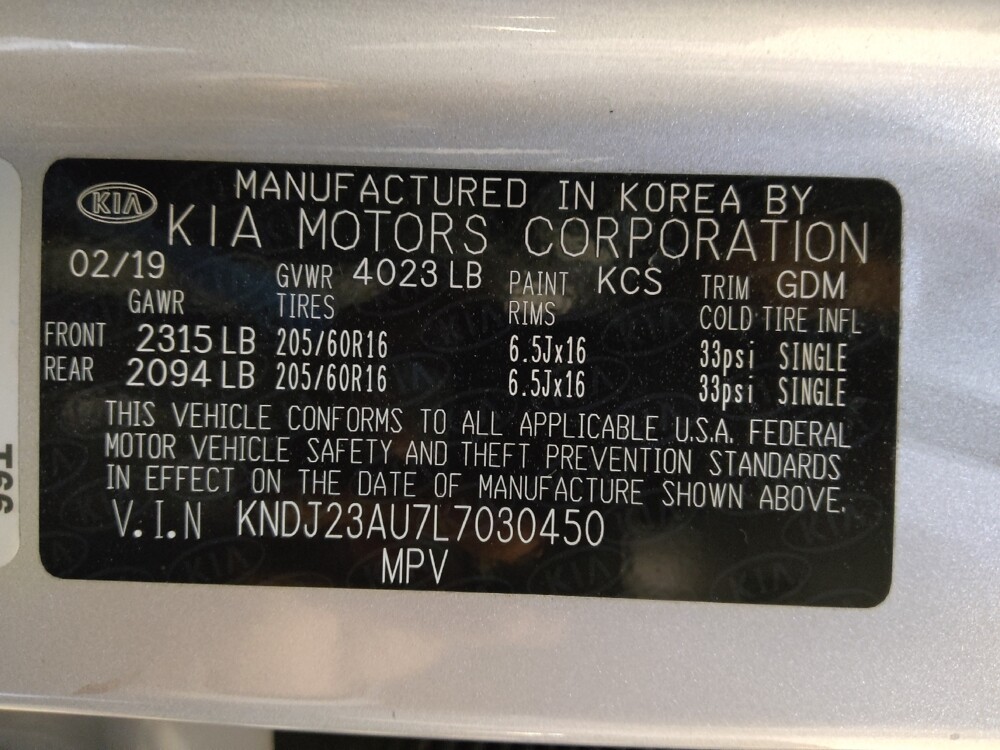 KIA
MANUFACTURED IN KOREA BY
KIA MOTORS CORPORATION
02/19 GVWR 4023 LB PAINT KCS TRIM GDM
GAWR TIRES RIMS COLD TIRE INFL
FRONT 2315 LB 205/60R16 6.5Jx16 33psi SINGLE
REAR 2094 LB 205/60R16 6.5Jx16 33psi SINGLE
THIS VEHICLE CONFORMS TO ALL APPLICABLE U.S.A. FEDERAL
MOTOR VEHICLE SAFETY AND THEFT PREVENTION STANDARDS
IN EFFECT ON THE DATE OF MANUFACTURE SHOWN ABOVE.
V.I.N KNDJ23AU7L7030450
MPV